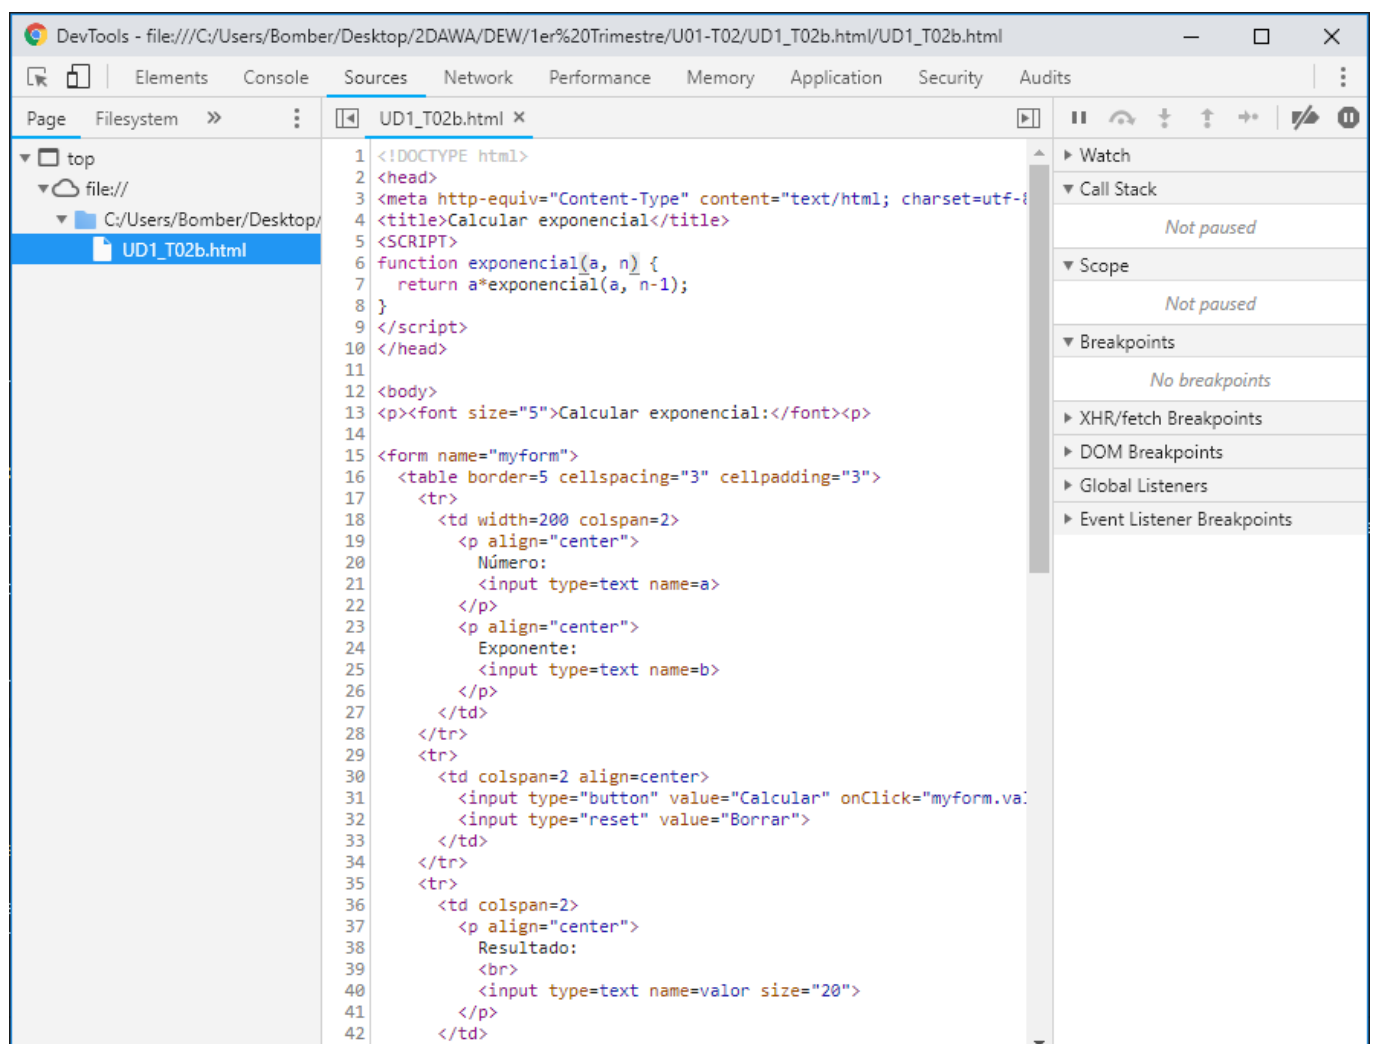 DevTools - file:///C:/Users/Bomber/Desktop/2DAWA/DEW/1er%20Trimestre/U01-T02/UD1_T02b.html/UD1_T02b.html
Elements Console Sources Network Performance Memory Application Security Audits
Page Filesystem »
UD1_T02b.html ×
top
file://
C:/Users/Bomber/Desktop/
UD1_T02b.html
1 <!DOCTYPE html>
2 <head>
3 <meta http-equiv="Content-Type" content="text/html; charset=utf-8
4 <title>Calcular exponencial</title>
5 <SCRIPT>
6 function exponencial(a, n) {
7   return a*exponencial(a, n-1);
8 }
9 </script>
10 </head>
11
12 <body>
13 <p><font size="5">Calcular exponencial:</font><p>
14
15 <form name="myform">
16   <table border=5 cellspacing="3" cellpadding="3">
17     <tr>
18       <td width=200 colspan=2>
19         <p align="center">
20           Número:
21           <input type=text name=a>
22         </p>
23         <p align="center">
24           Exponente:
25           <input type=text name=b>
26         </p>
27       </td>
28     </tr>
29     <tr>
30       <td colspan=2 align=center>
31         <input type="button" value="Calcular" onClick="myform.val
32         <input type="reset" value="Borrar">
33       </td>
34     </tr>
35     <tr>
36       <td colspan=2>
37         <p align="center">
38           Resultado:
39           <br>
40           <input type=text name=valor size="20">
41         </p>
42       </td>
Watch
Call Stack
Not paused
Scope
Not paused
Breakpoints
No breakpoints
XHR/fetch Breakpoints
DOM Breakpoints
Global Listeners
Event Listener Breakpoints